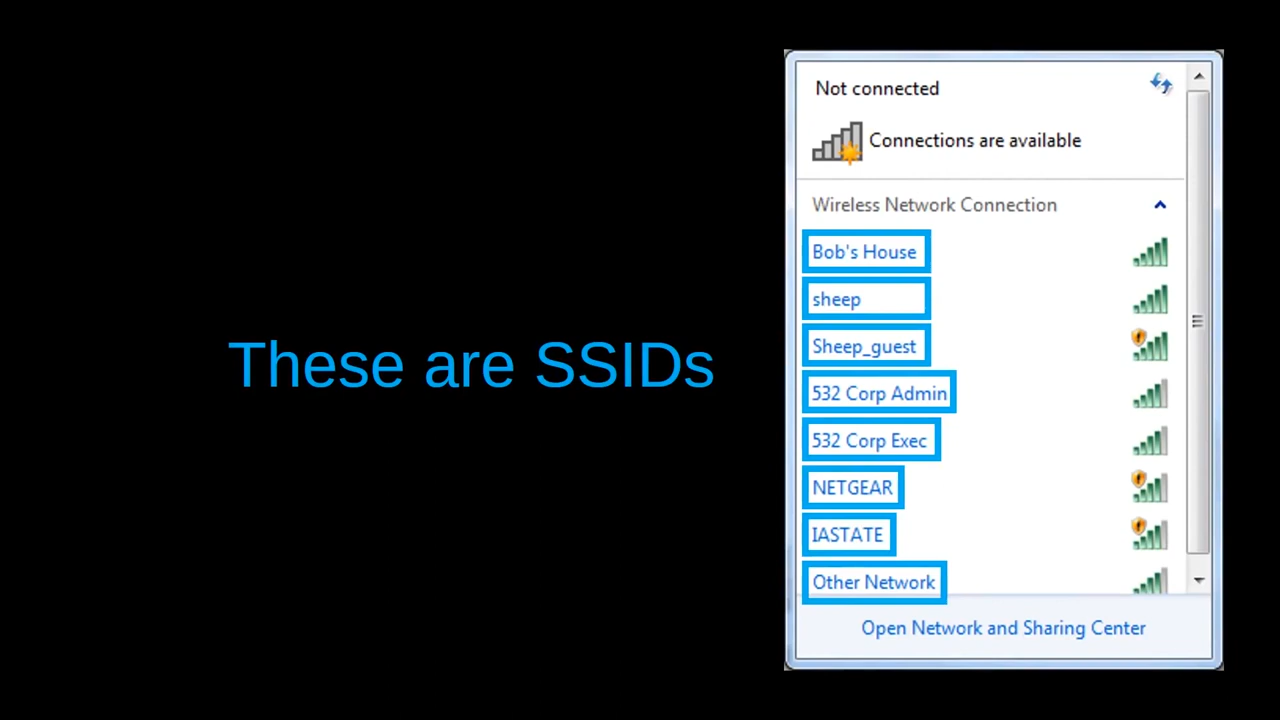 These are SSIDs
Not connected
Connections are available
Wireless Network Connection
Bob's House
sheep
Sheep_guest
532 Corp Admin
532 Corp Exec
NETGEAR
IASTATE
Other Network
Open Network and Sharing Center